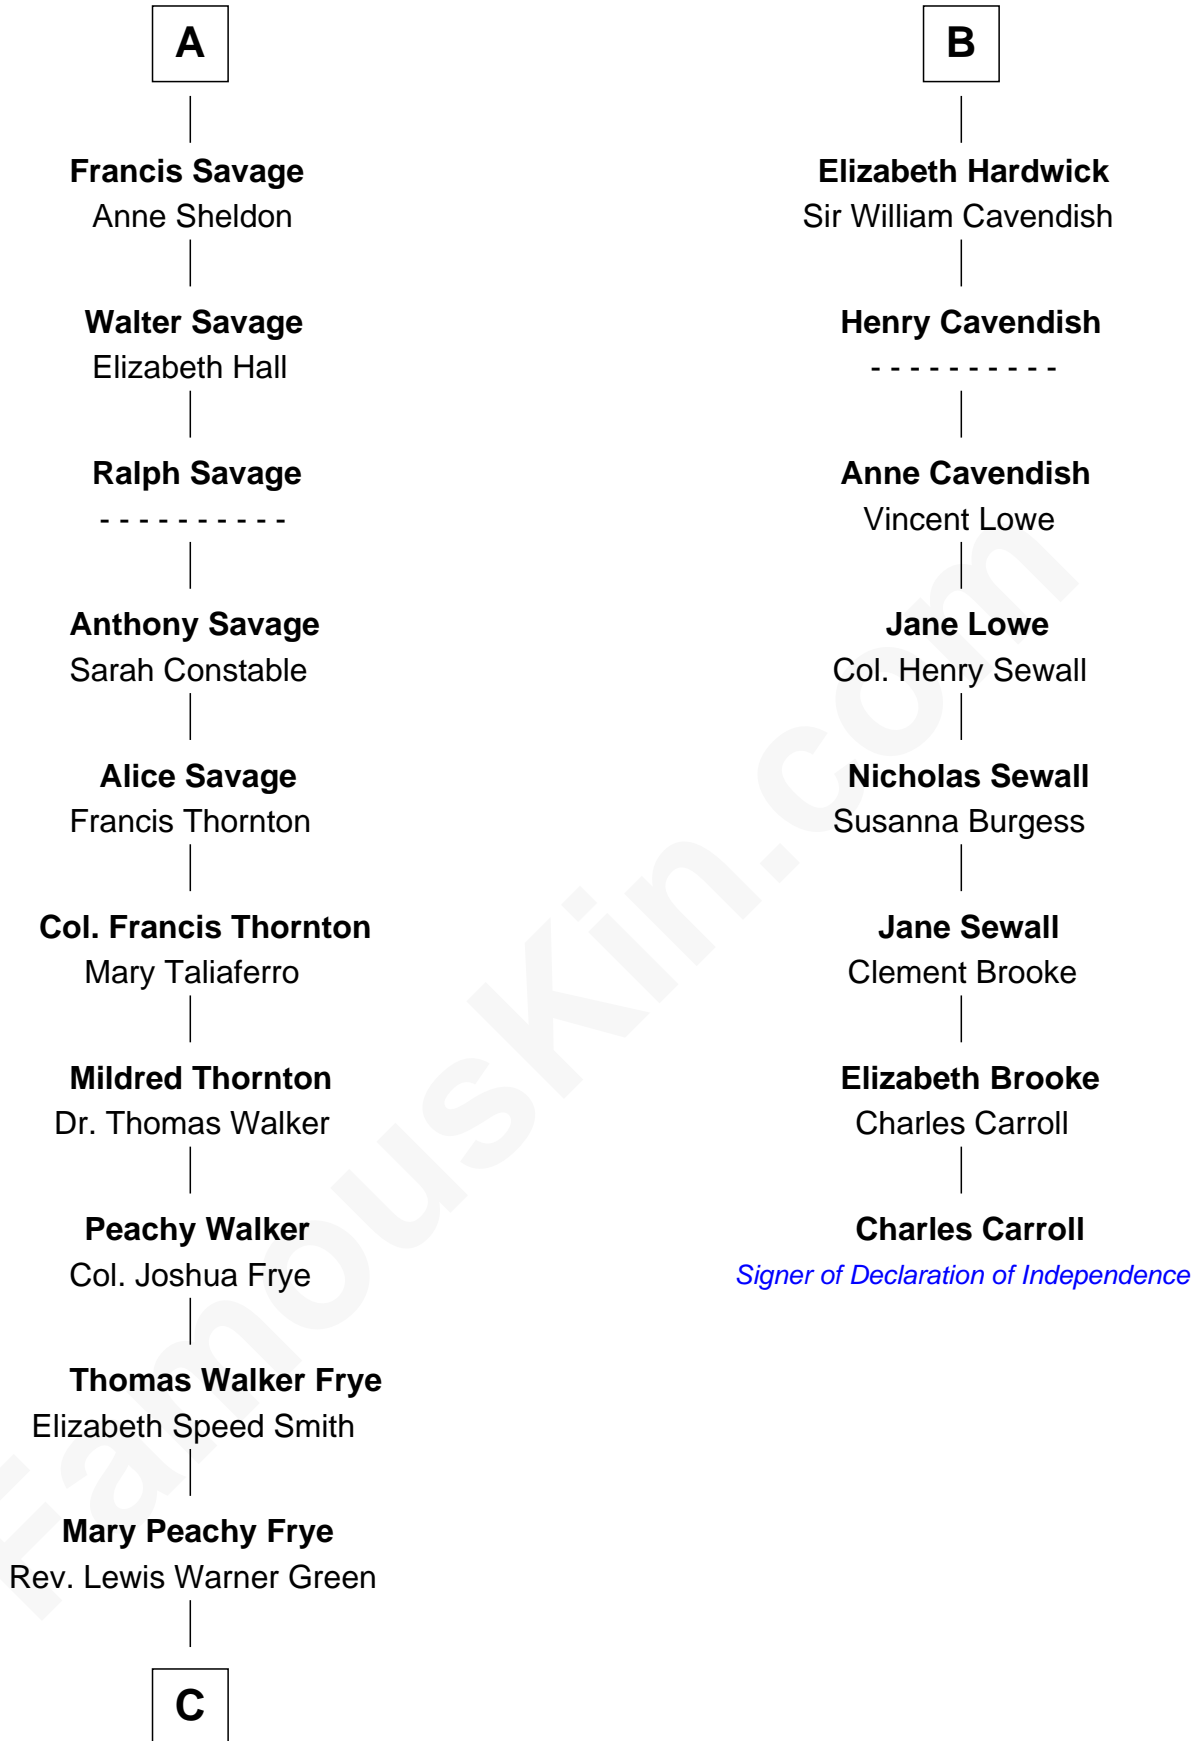 A
Francis Savage
Anne Sheldon
Walter Savage
Elizabeth Hall
Ralph Savage
- - - - - - - - - -
Anthony Savage
Sarah Constable
Alice Savage
Francis Thornton
Col. Francis Thornton
Mary Taliaferro
Mildred Thornton
Dr. Thomas Walker
Peachy Walker
Col. Joshua Frye
Thomas Walker Frye
Elizabeth Speed Smith
Mary Peachy Frye
Rev. Lewis Warner Green
C
B
Elizabeth Hardwick
Sir William Cavendish
Henry Cavendish
- - - - - - - - - -
Anne Cavendish
Vincent Lowe
Jane Lowe
Col. Henry Sewall
Nicholas Sewall
Susanna Burgess
Jane Sewall
Clement Brooke
Elizabeth Brooke
Charles Carroll
Charles Carroll
Signer of Declaration of Independence
FamousKin.com